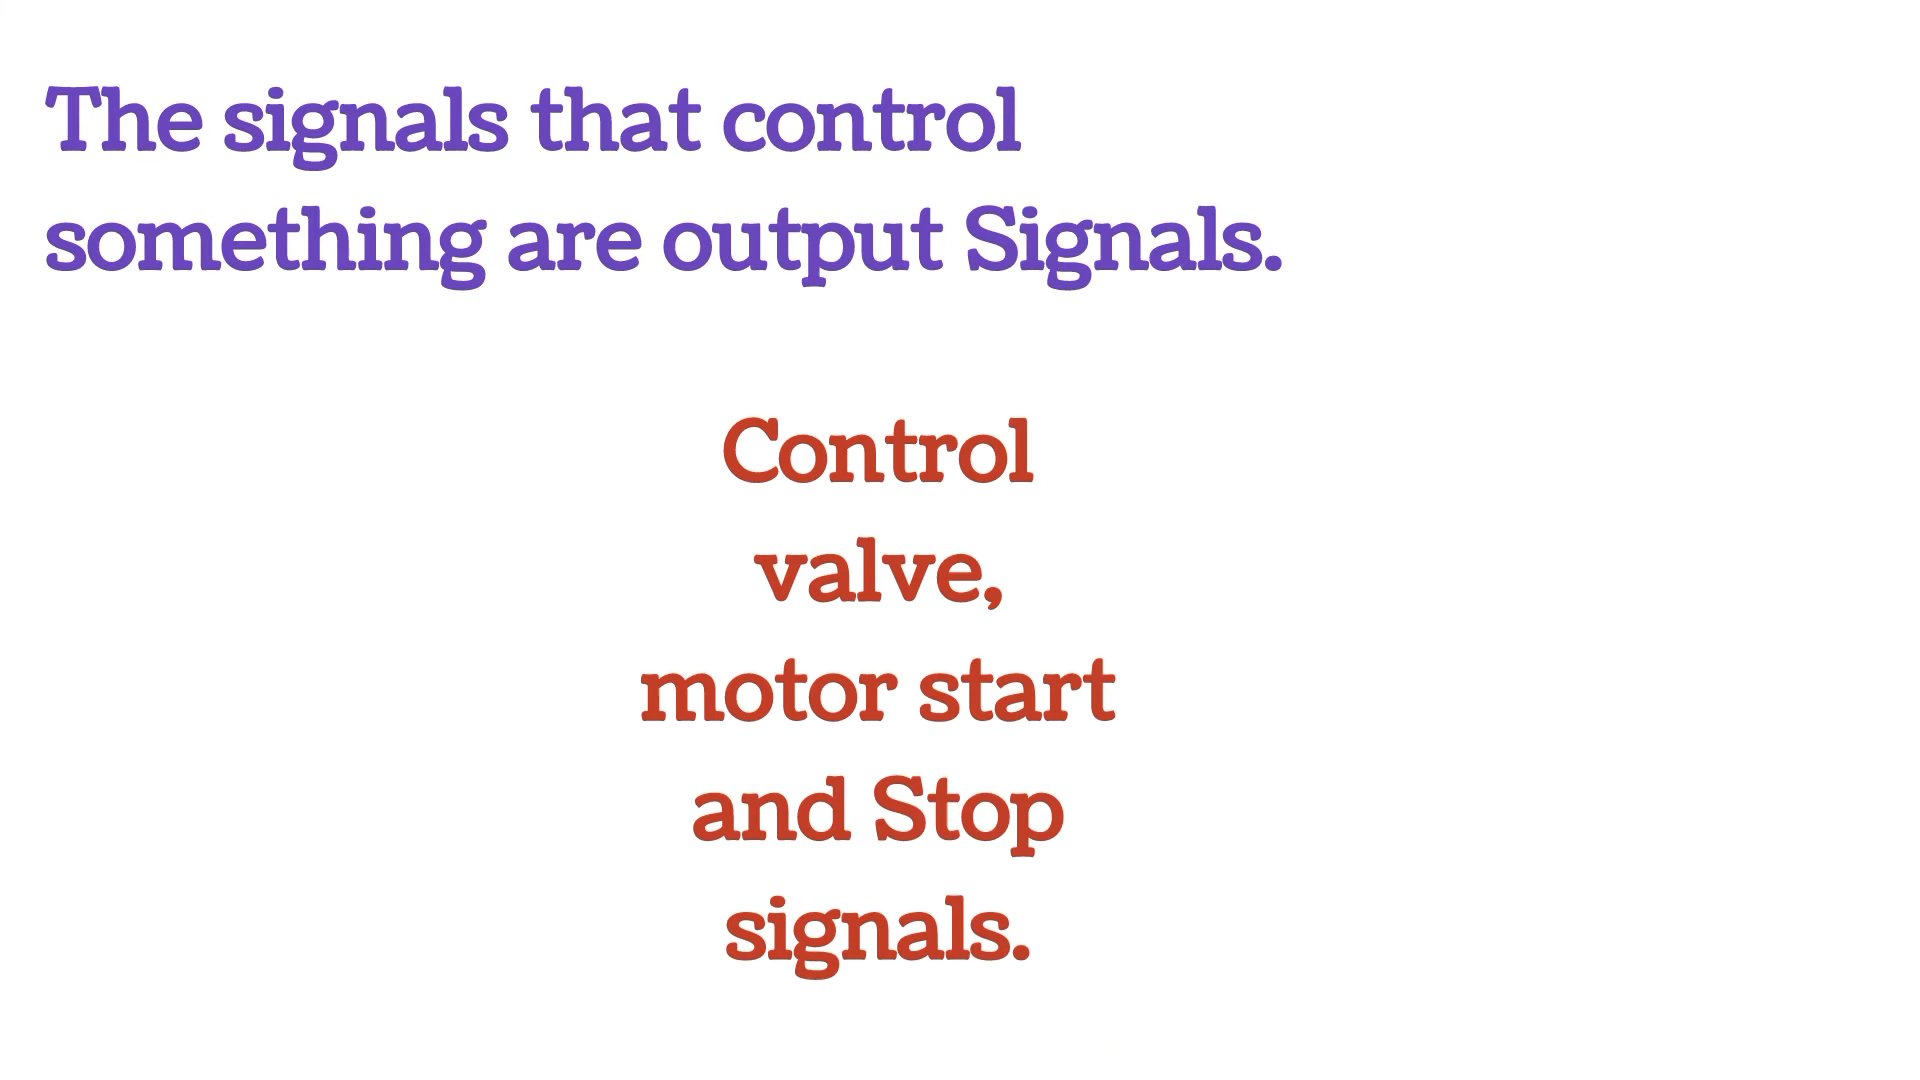 The signals that control
something are output Signals.
Control
valve,
motor start
and Stop
signals.